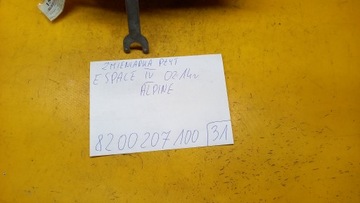 ZMIENIARKA PŁYT
ESPACE IV 02-14r
ALPINE
8200207100 31